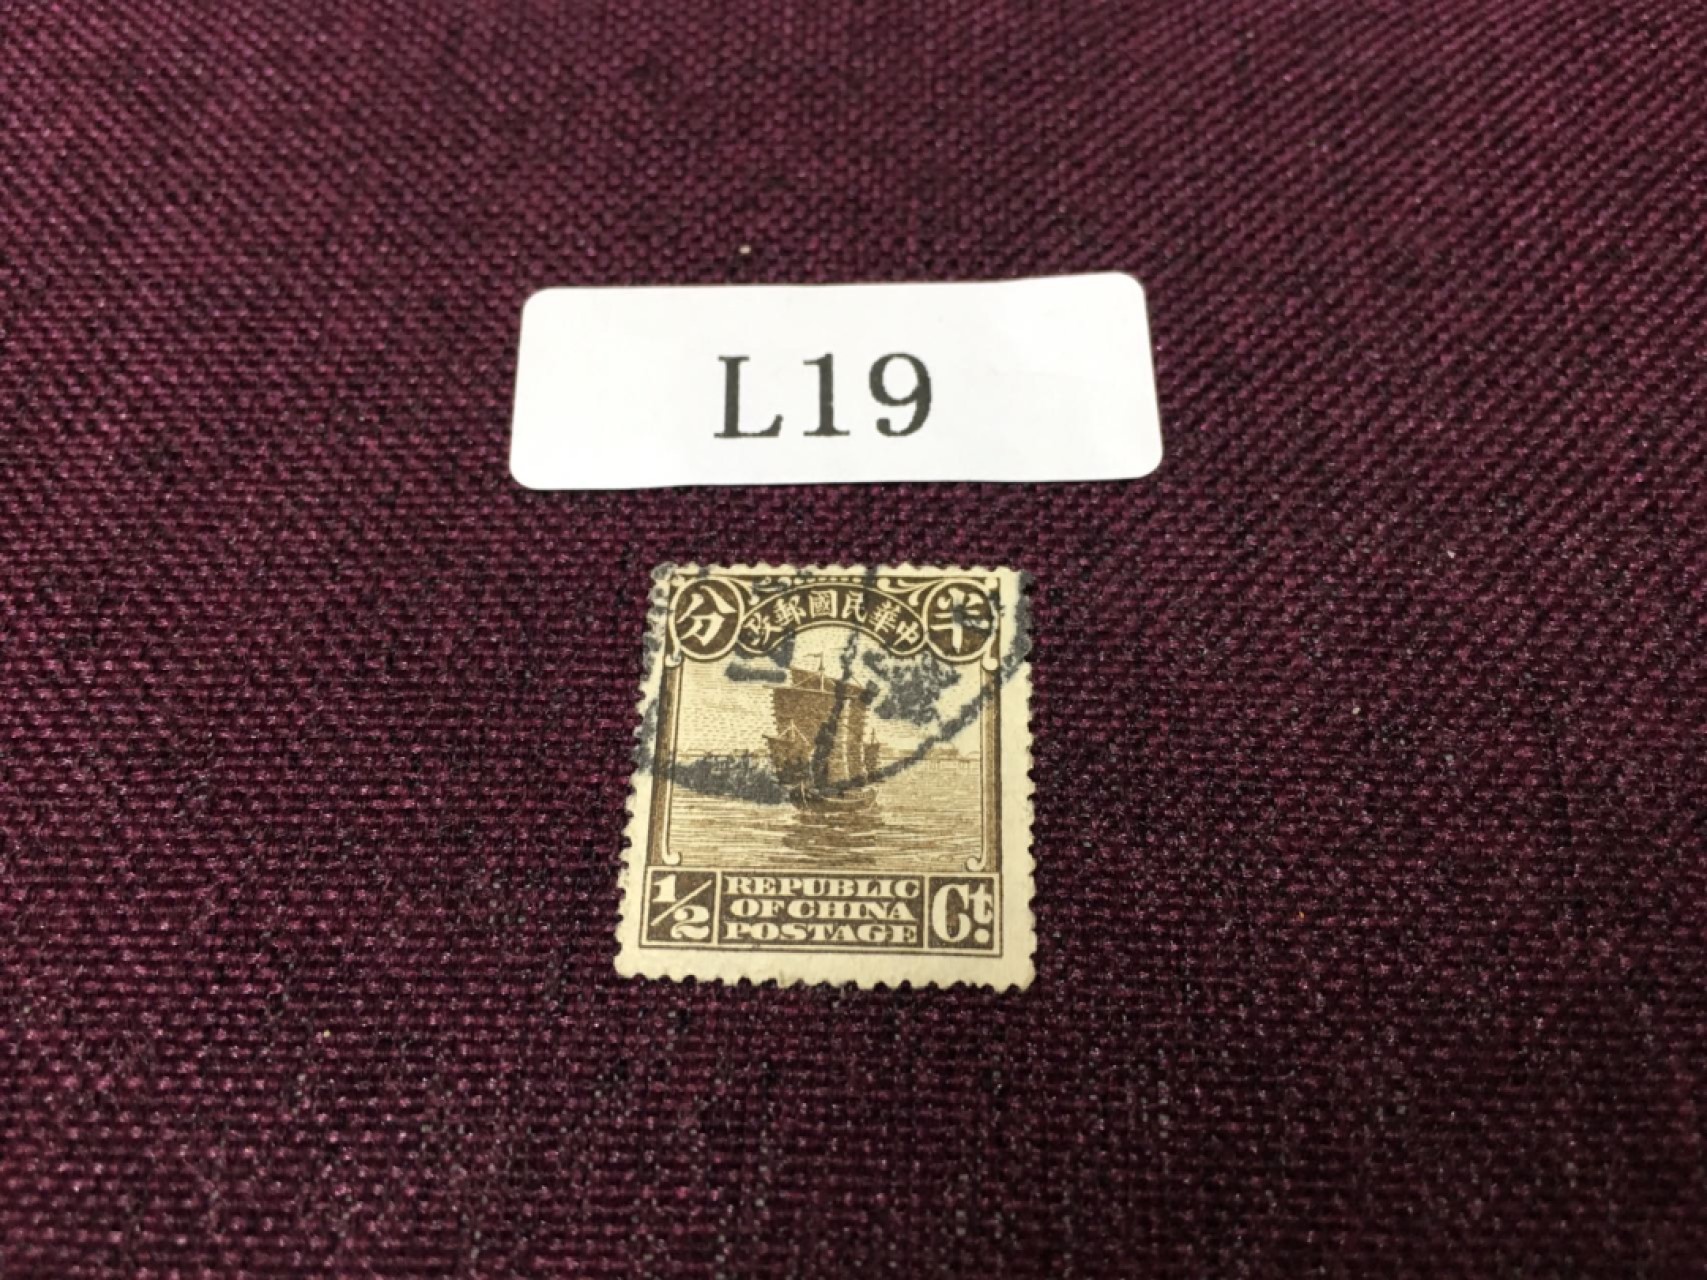 L19
半
中華民國郵政
分
1/2
REPUBLIC
OF CHINA
POSTAGE
Ct.